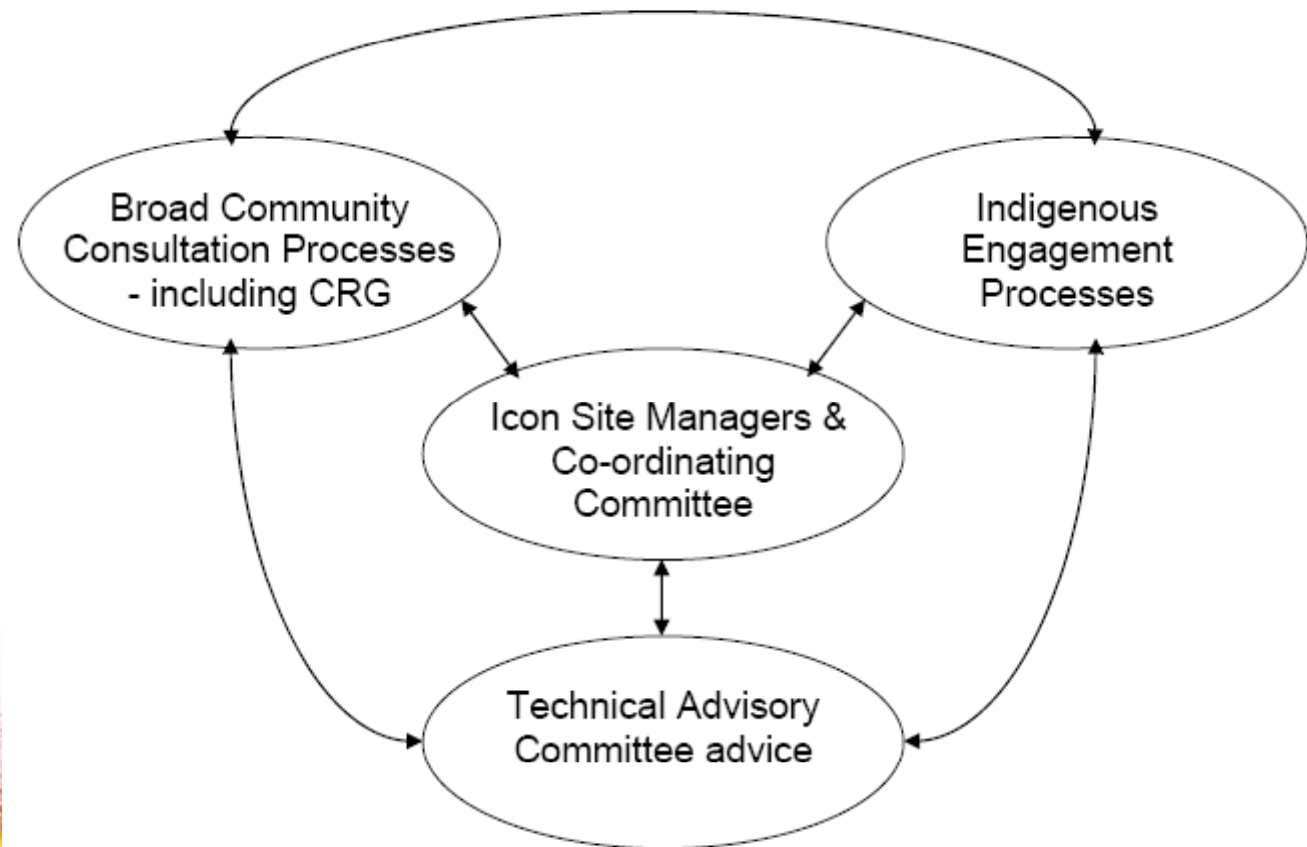 Broad Community
Consultation Processes
- including CRG
Indigenous
Engagement
Processes
Icon Site Managers &
Co-ordinating
Committee
Technical Advisory
Committee advice